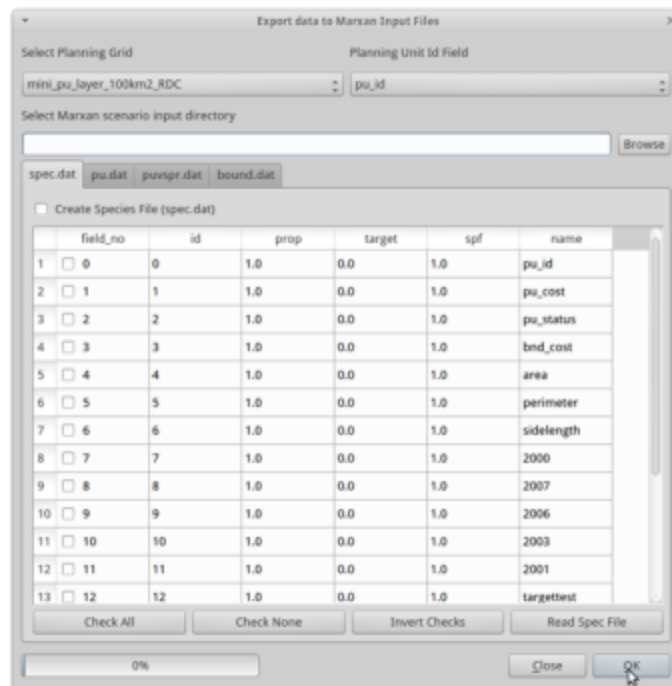 Export data to Marxan Input Files
Select Planning Grid Planning Unit Id Field
mini_pu_layer_100km2_RDC pu_id
Select Marxan scenario input directory
Browse
spec.dat pu.dat puvspr.dat bound.dat
Create Species File (spec.dat)
field_no id prop target spf name
1 0 0 1.0 0.0 1.0 pu_id
2 1 1 1.0 0.0 1.0 pu_cost
3 2 2 1.0 0.0 1.0 pu_status
4 3 3 1.0 0.0 1.0 bnd_cost
5 4 4 1.0 0.0 1.0 area
6 5 5 1.0 0.0 1.0 perimeter
7 6 6 1.0 0.0 1.0 sidelength
8 7 7 1.0 0.0 1.0 2000
9 8 8 1.0 0.0 1.0 2007
10 9 9 1.0 0.0 1.0 2006
11 10 10 1.0 0.0 1.0 2003
12 11 11 1.0 0.0 1.0 2001
13 12 12 1.0 0.0 1.0 targettest
Check All Check None Invert Checks Read Spec File
0% Close OK